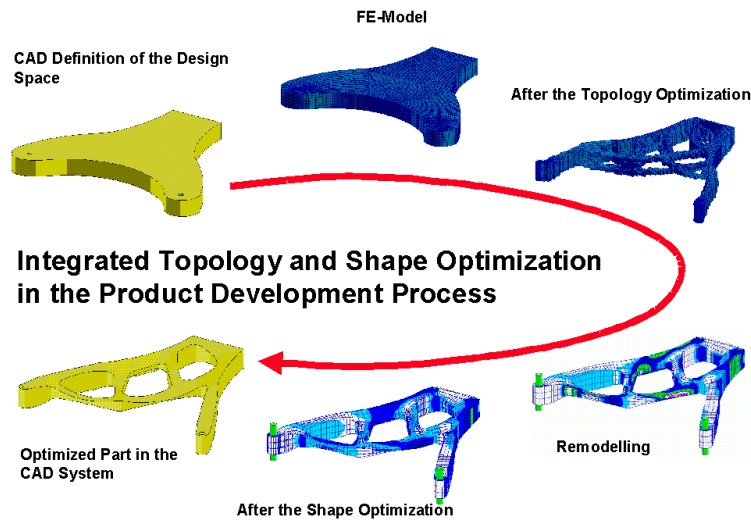 FE-Model
CAD Definition of the Design
Space
After the Topology Optimization
Integrated Topology and Shape Optimization
in the Product Development Process
Remodelling
Optimized Part in the
CAD System
After the Shape Optimization